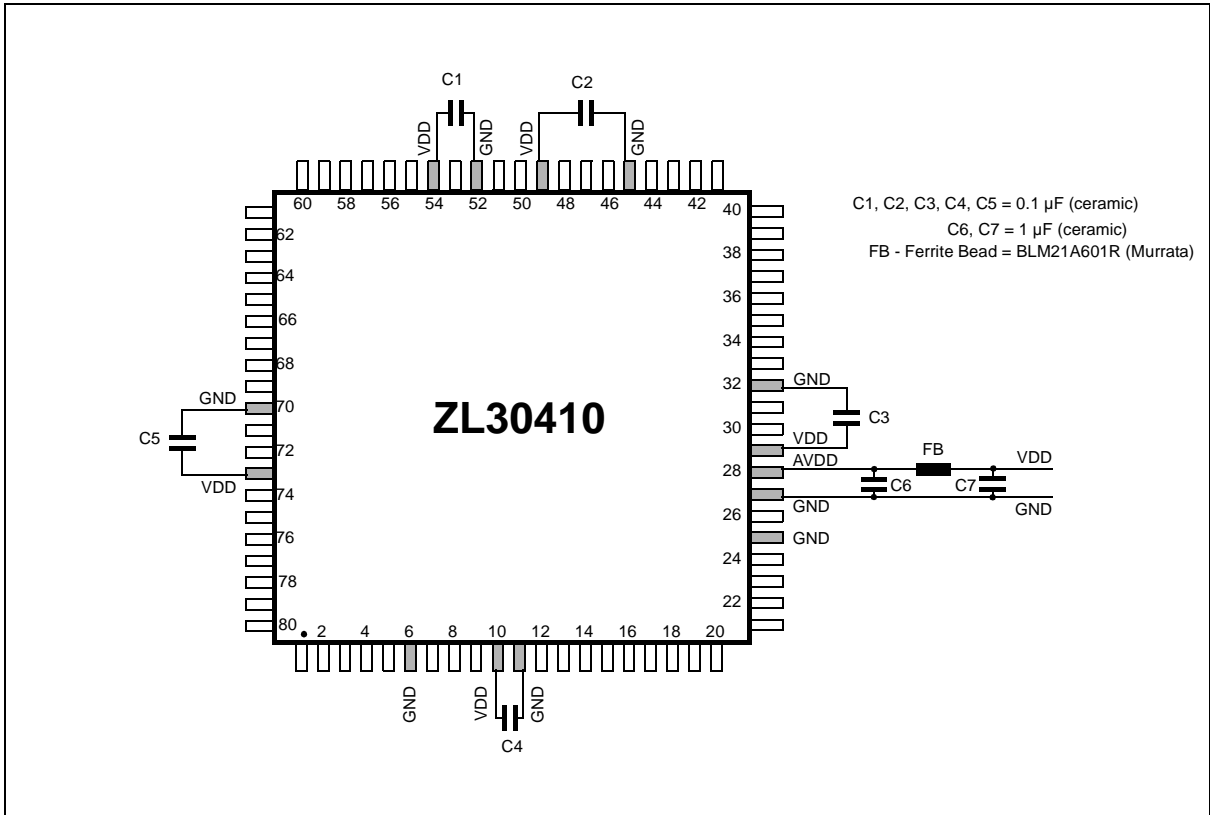 C1
C2
VDD
GND
VDD
GND
60 58 56 54 52 50 48 46 44 42
40
38
36
34
32
30
28
26
24
22
62
64
66
68
70
72
74
76
78
80
C1, C2, C3, C4, C5 = 0.1 µF (ceramic)
C6, C7 = 1 µF (ceramic)
FB - Ferrite Bead = BLM21A601R (Murrata)
ZL30410
GND
C5
VDD
GND
C3
VDD
AVDD
FB
VDD
C6
C7
GND
GND
GND
2 4 6 8 10 12 14 16 18 20
GND
VDD
GND
C4